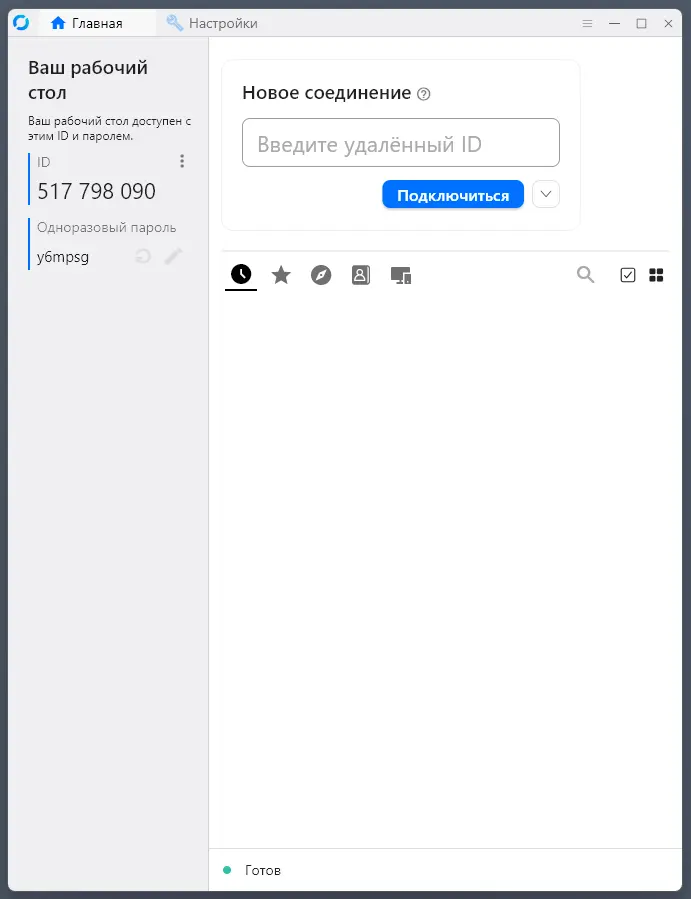 Главная
Настройки
Ваш рабочий
стол
Ваш рабочий стол доступен с
этим ID и паролем.
ID
517 798 090
Одноразовый пароль
y6mpsg
Новое соединение
Введите удалённый ID
Подключиться
Готов